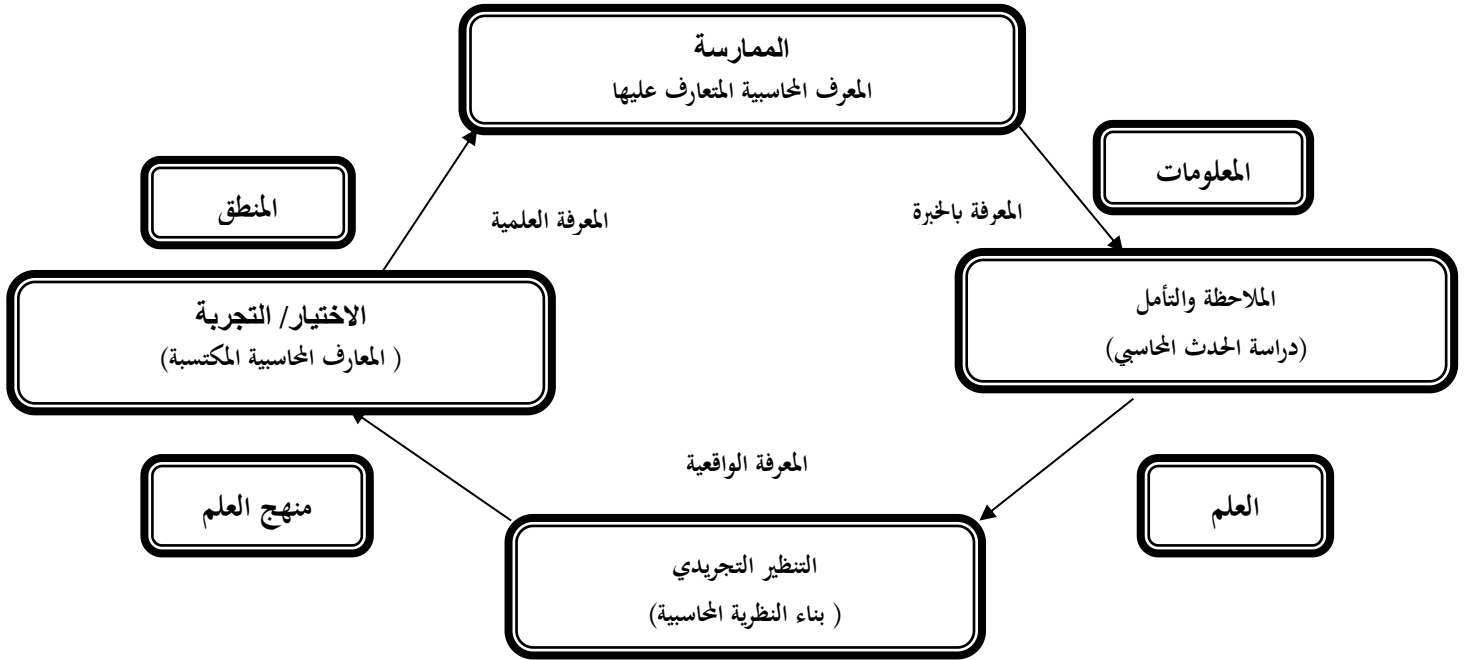 الممارسة
المعرف المحاسبية المتعارف عليها
المعلومات
المنطق
المعرفة بالخبرة
المعرفة العلمية
الملاحظة والتأمل
(دراسة الحدث المحاسبي)
الاختيار/ التجربة
( المعارف المحاسبية المكتسبة)
المعرفة الواقعية
العلم
منهج العلم
التنظير التجريدي
( بناء النظرية المحاسبية)